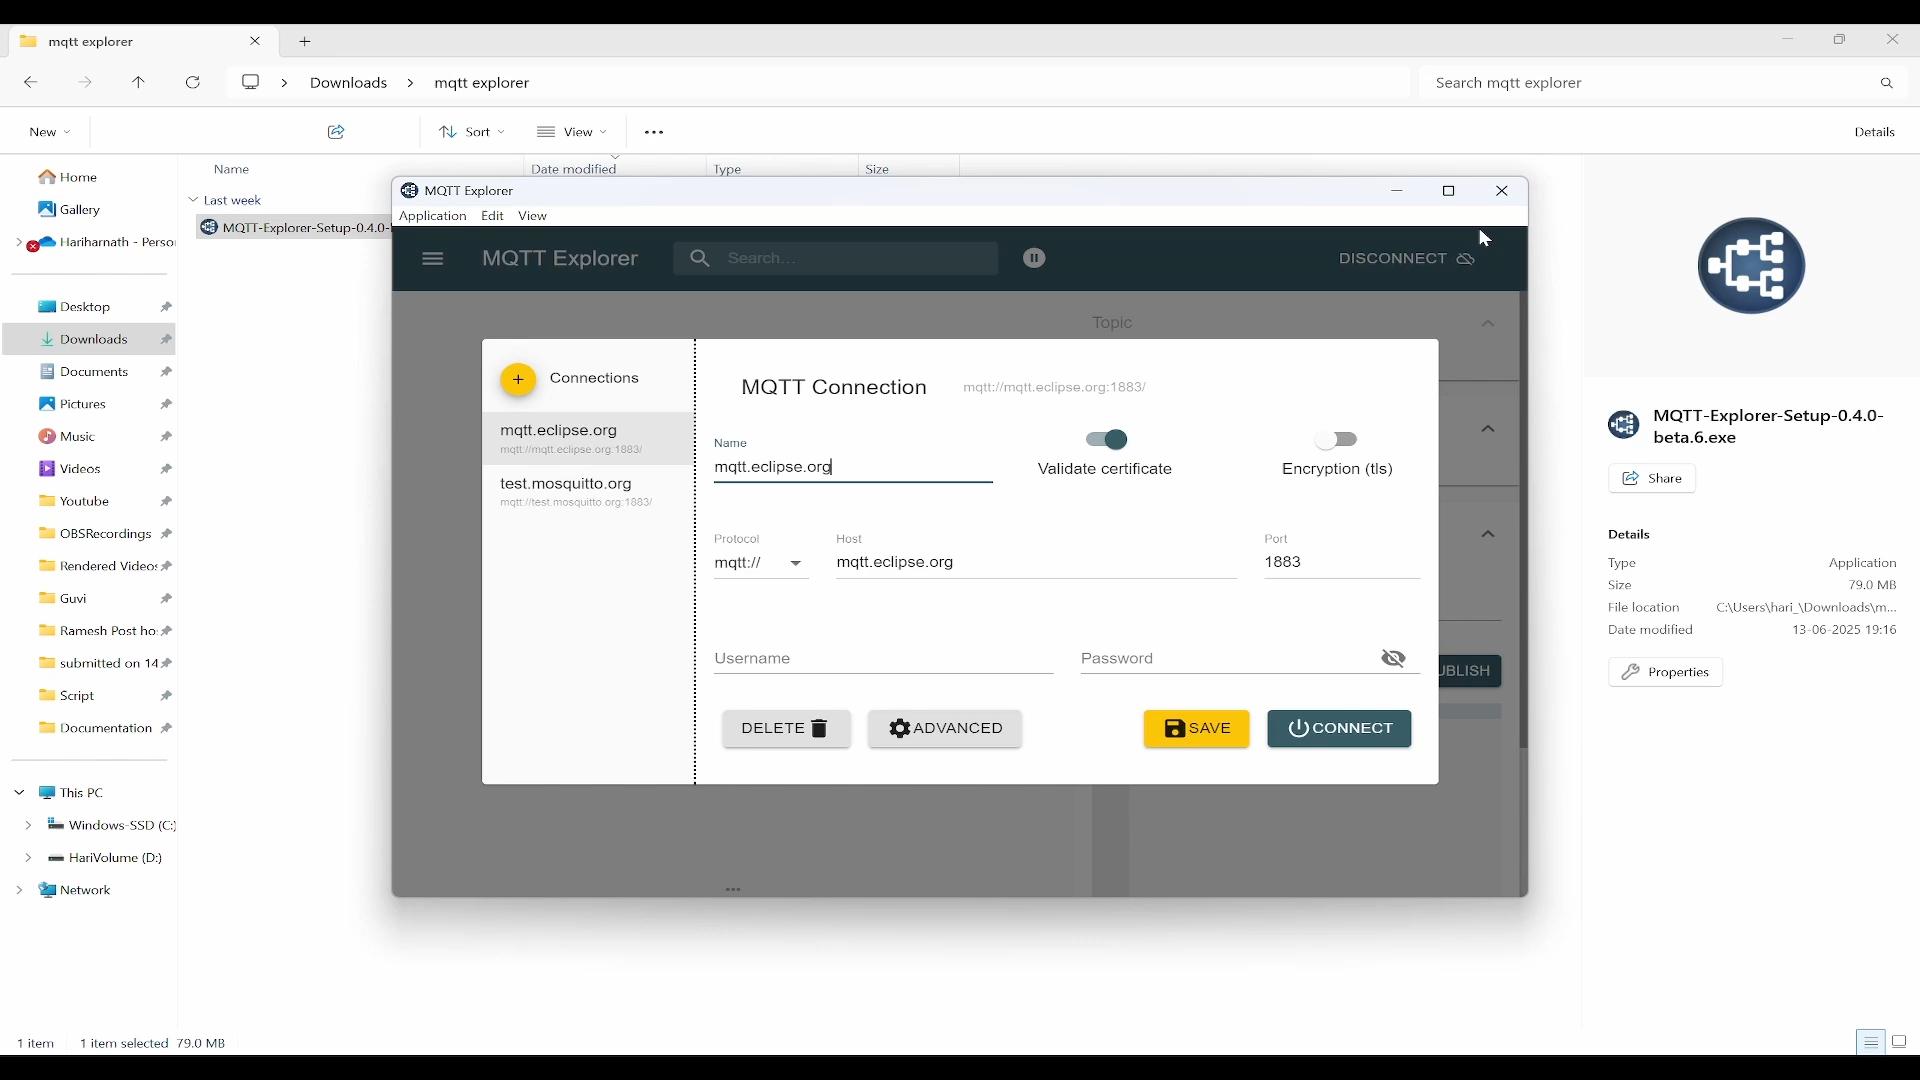 mqtt explorer
Downloads
mqtt explorer
Search mqtt explorer
New
Sort
View
Details
Name
Date modified
Type
Size
Last week
MQTT-Explorer-Setup-0.4.0-
Home
Gallery
Hariharnath - Perso
Desktop
Downloads
Documents
Pictures
Music
Videos
Youtube
OBSRecordings
Rendered Videos
Guvi
Ramesh Post ho
submitted on 14
Script
Documentation
This PC
Windows-SSD (C:)
HariVolume (D:)
Network
1 item
1 item selected 79.0 MB
MQTT Explorer
Application
Edit
View
MQTT Explorer
Search...
DISCONNECT
Topic
Connections
mqtt.eclipse.org
mqtt://mqtt.eclipse.org:1883/
test.mosquitto.org
mqtt://test.mosquitto.org:1883/
MQTT Connection
mqtt://mqtt.eclipse.org:1883/
Name
mqtt.eclipse.org
Validate certificate
Encryption (tls)
Protocol
mqtt://
Host
mqtt.eclipse.org
Port
1883
Username
Password
DELETE
ADVANCED
SAVE
CONNECT
UBLISH
MQTT-Explorer-Setup-0.4.0-
beta.6.exe
Share
Details
Type Application
Size 79.0 MB
File location C:\Users\hari_\Downloads\m...
Date modified 13-06-2025 19:16
Properties